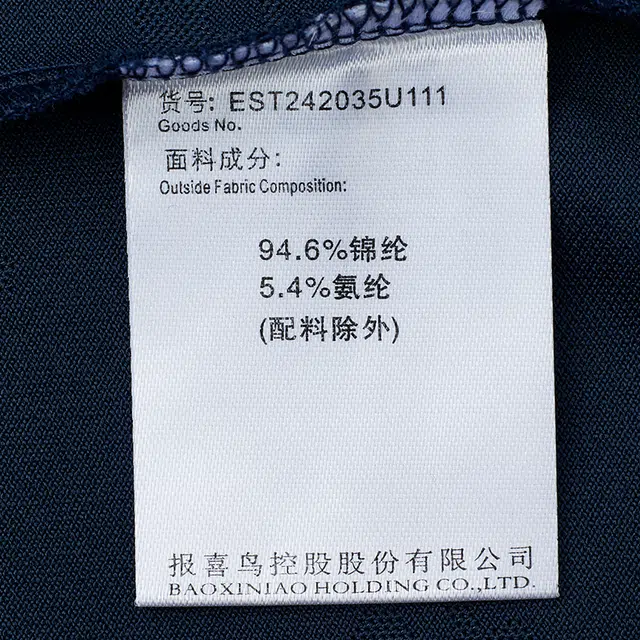 货号: EST242035U111
Goods No.
面料成分:
Outside Fabric Composition:
94.6%锦纶
5.4%氨纶
(配料除外)
报喜鸟控股股份有限公司
BAOXINIAO HOLDING CO.,LTD.